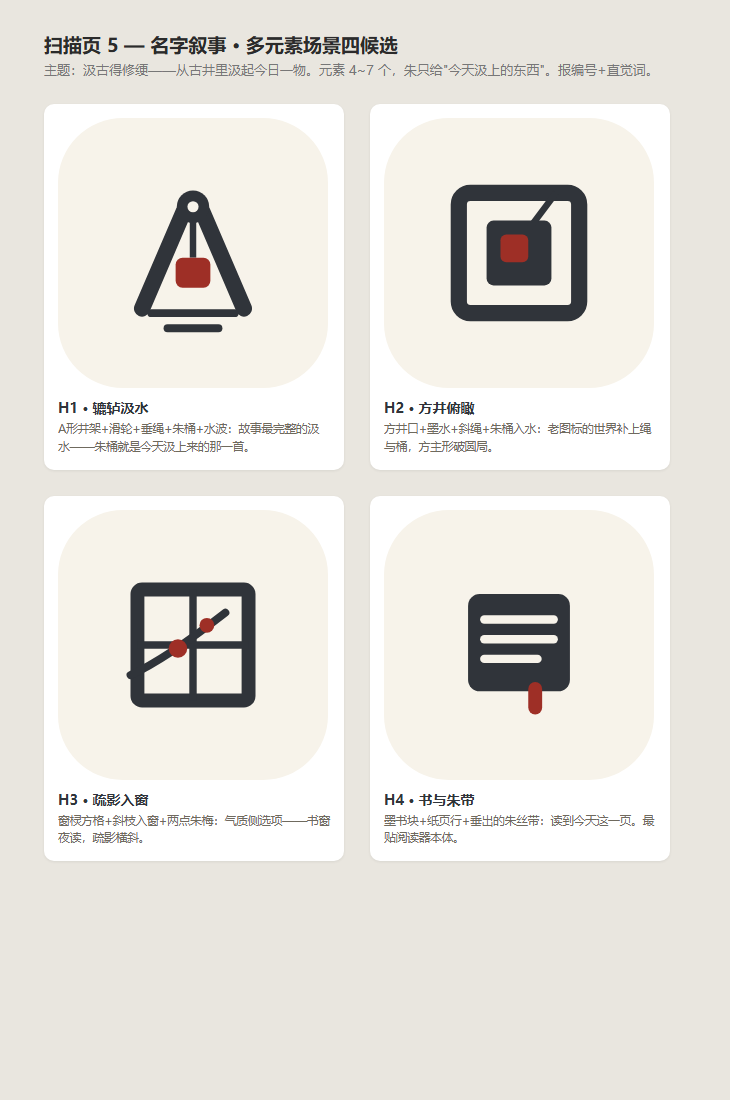 扫描页 5 — 名字叙事 • 多元素场景四候选
主题：汲古得修绠——从古井里汲起今日一物。元素 4~7 个，朱只给"今天汲上的东西"。报编号+直觉词。
H1 • 辘轳汲水
A形井架+滑轮+垂绳+朱桶+水波：故事最完整的汲
水——朱桶就是今天汲上来的那一首。
H2 • 方井俯瞰
方井口+墨水+斜绳+朱桶入水：老图标的世界补上绳
与桶，方主形破圆局。
H3 • 疏影入窗
窗棂方格+斜枝入窗+两点朱梅：气质侧选项——书窗
夜读，疏影横斜。
H4 • 书与朱带
墨书块+纸页行+垂出的朱丝带：读到今天这一页。最
贴阅读器本体。